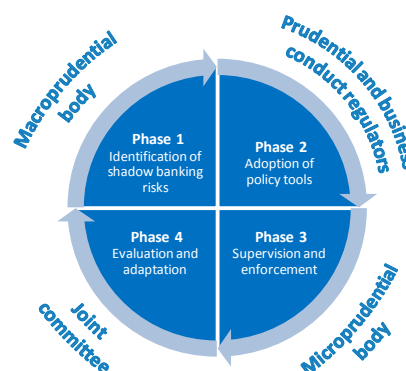 Macroprudential
body
Prudential and business
conduct regulators
Phase 1
Identification of
shadow banking
risks
Phase 2
Adoption of
policy tools
Phase 4
Evaluation and
adaptation
Phase 3
Supervision and
enforcement
Joint
committee
Microprudential
body